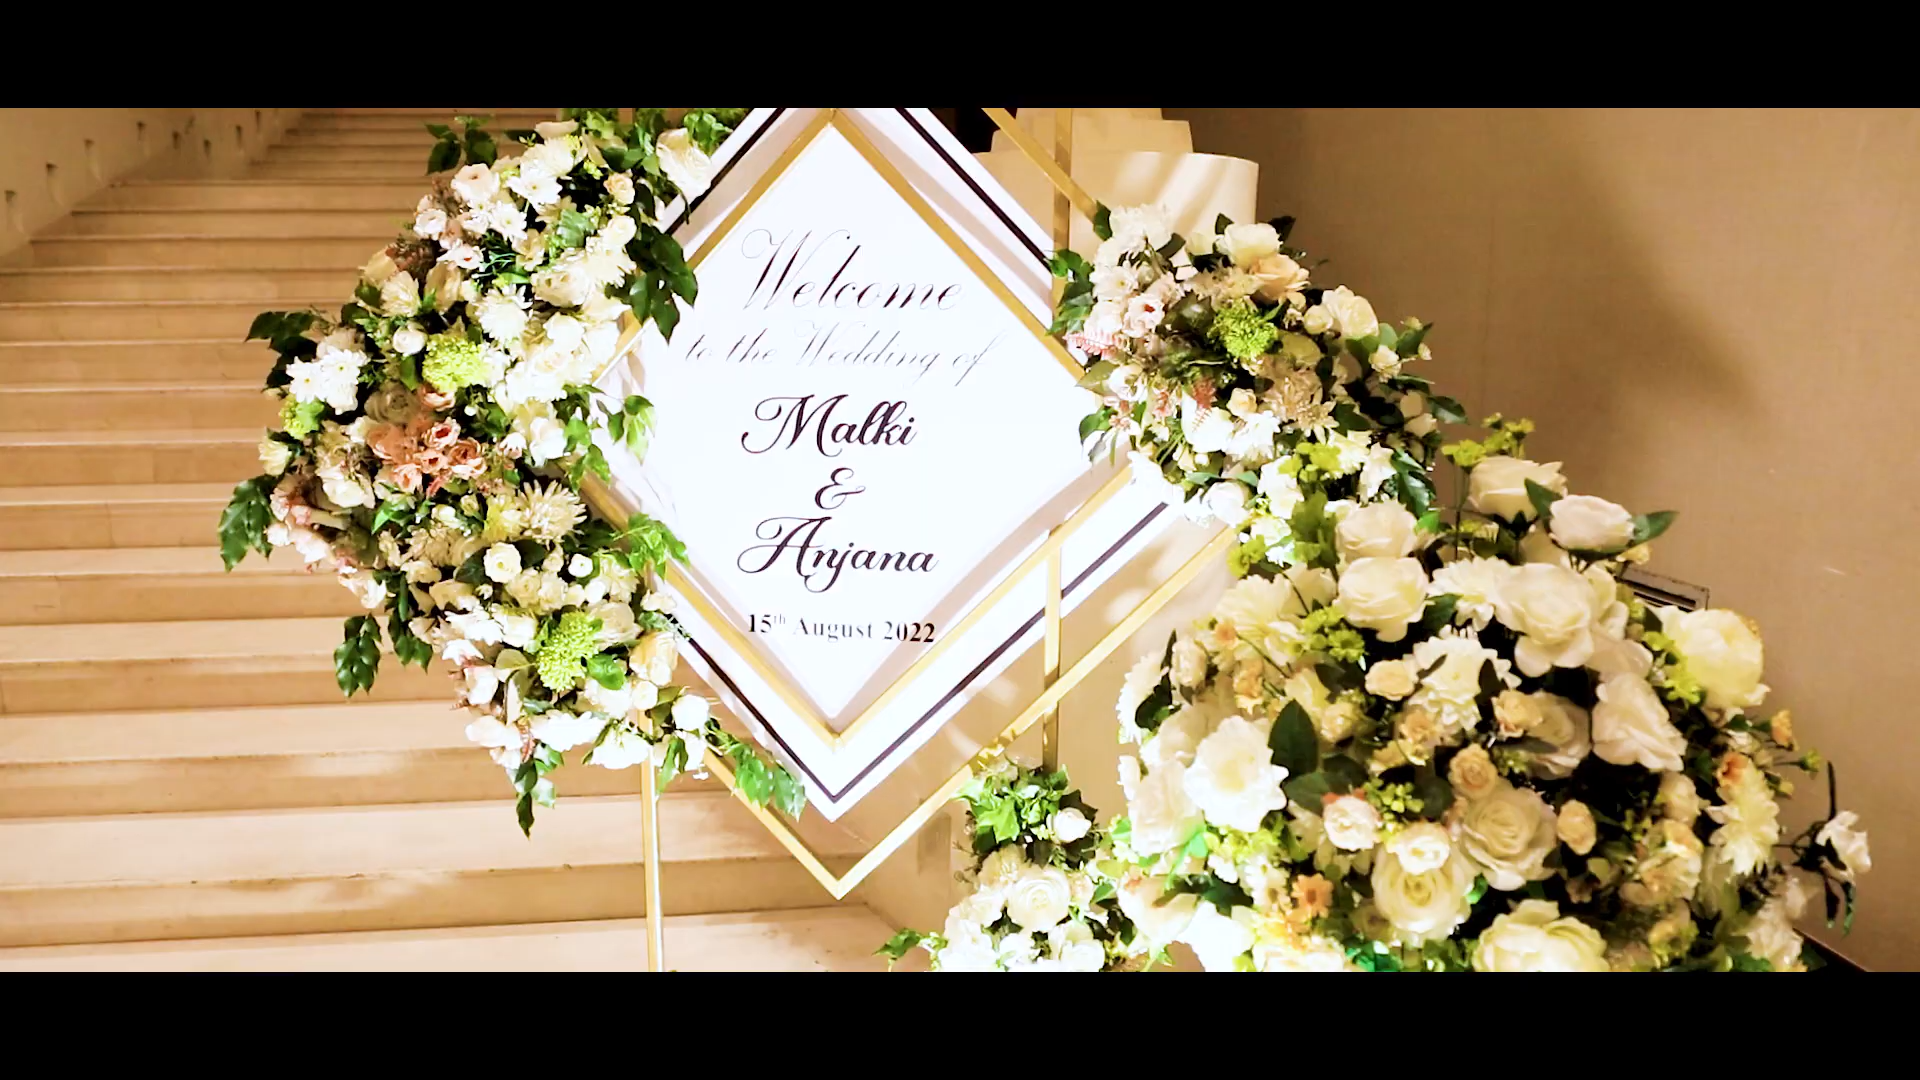 Welcome
to the Wedding of
Malki
&
Anjana
15th August 2022